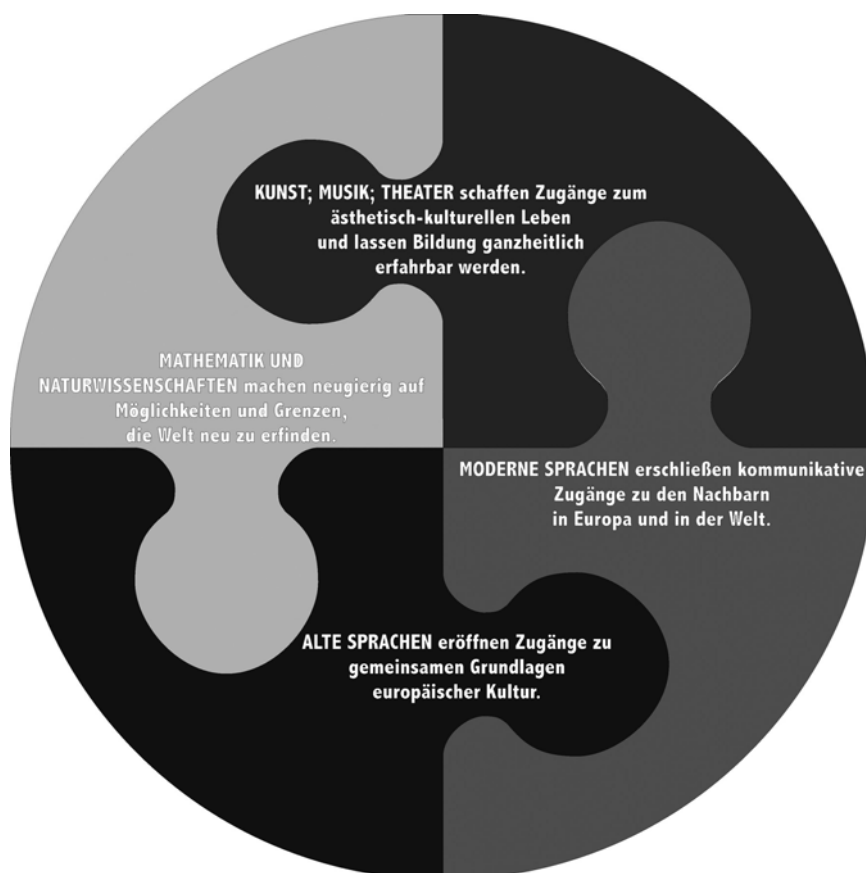 KUNST; MUSIK; THEATER schaffen Zugänge zum
ästhetisch-kulturellen Leben
und lassen Bildung ganzheitlich
erfahrbar werden.
MATHEMATIK UND
NATURWISSENSCHAFTEN machen neugierig auf
Möglichkeiten und Grenzen,
die Welt neu zu erfinden.
MODERNE SPRACHEN erschließen kommunikative
Zugänge zu den Nachbarn
in Europa und in der Welt.
ALTE SPRACHEN eröffnen Zugänge zu
gemeinsamen Grundlagen
europäischer Kultur.